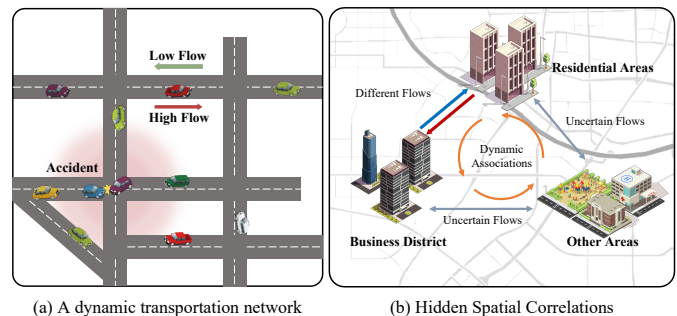 Low Flow
High Flow
Accident
(a) A dynamic transportation network
Residential Areas
Different Flows
Uncertain Flows
Dynamic
Associations
Uncertain Flows
Business District
Other Areas
(b) Hidden Spatial Correlations